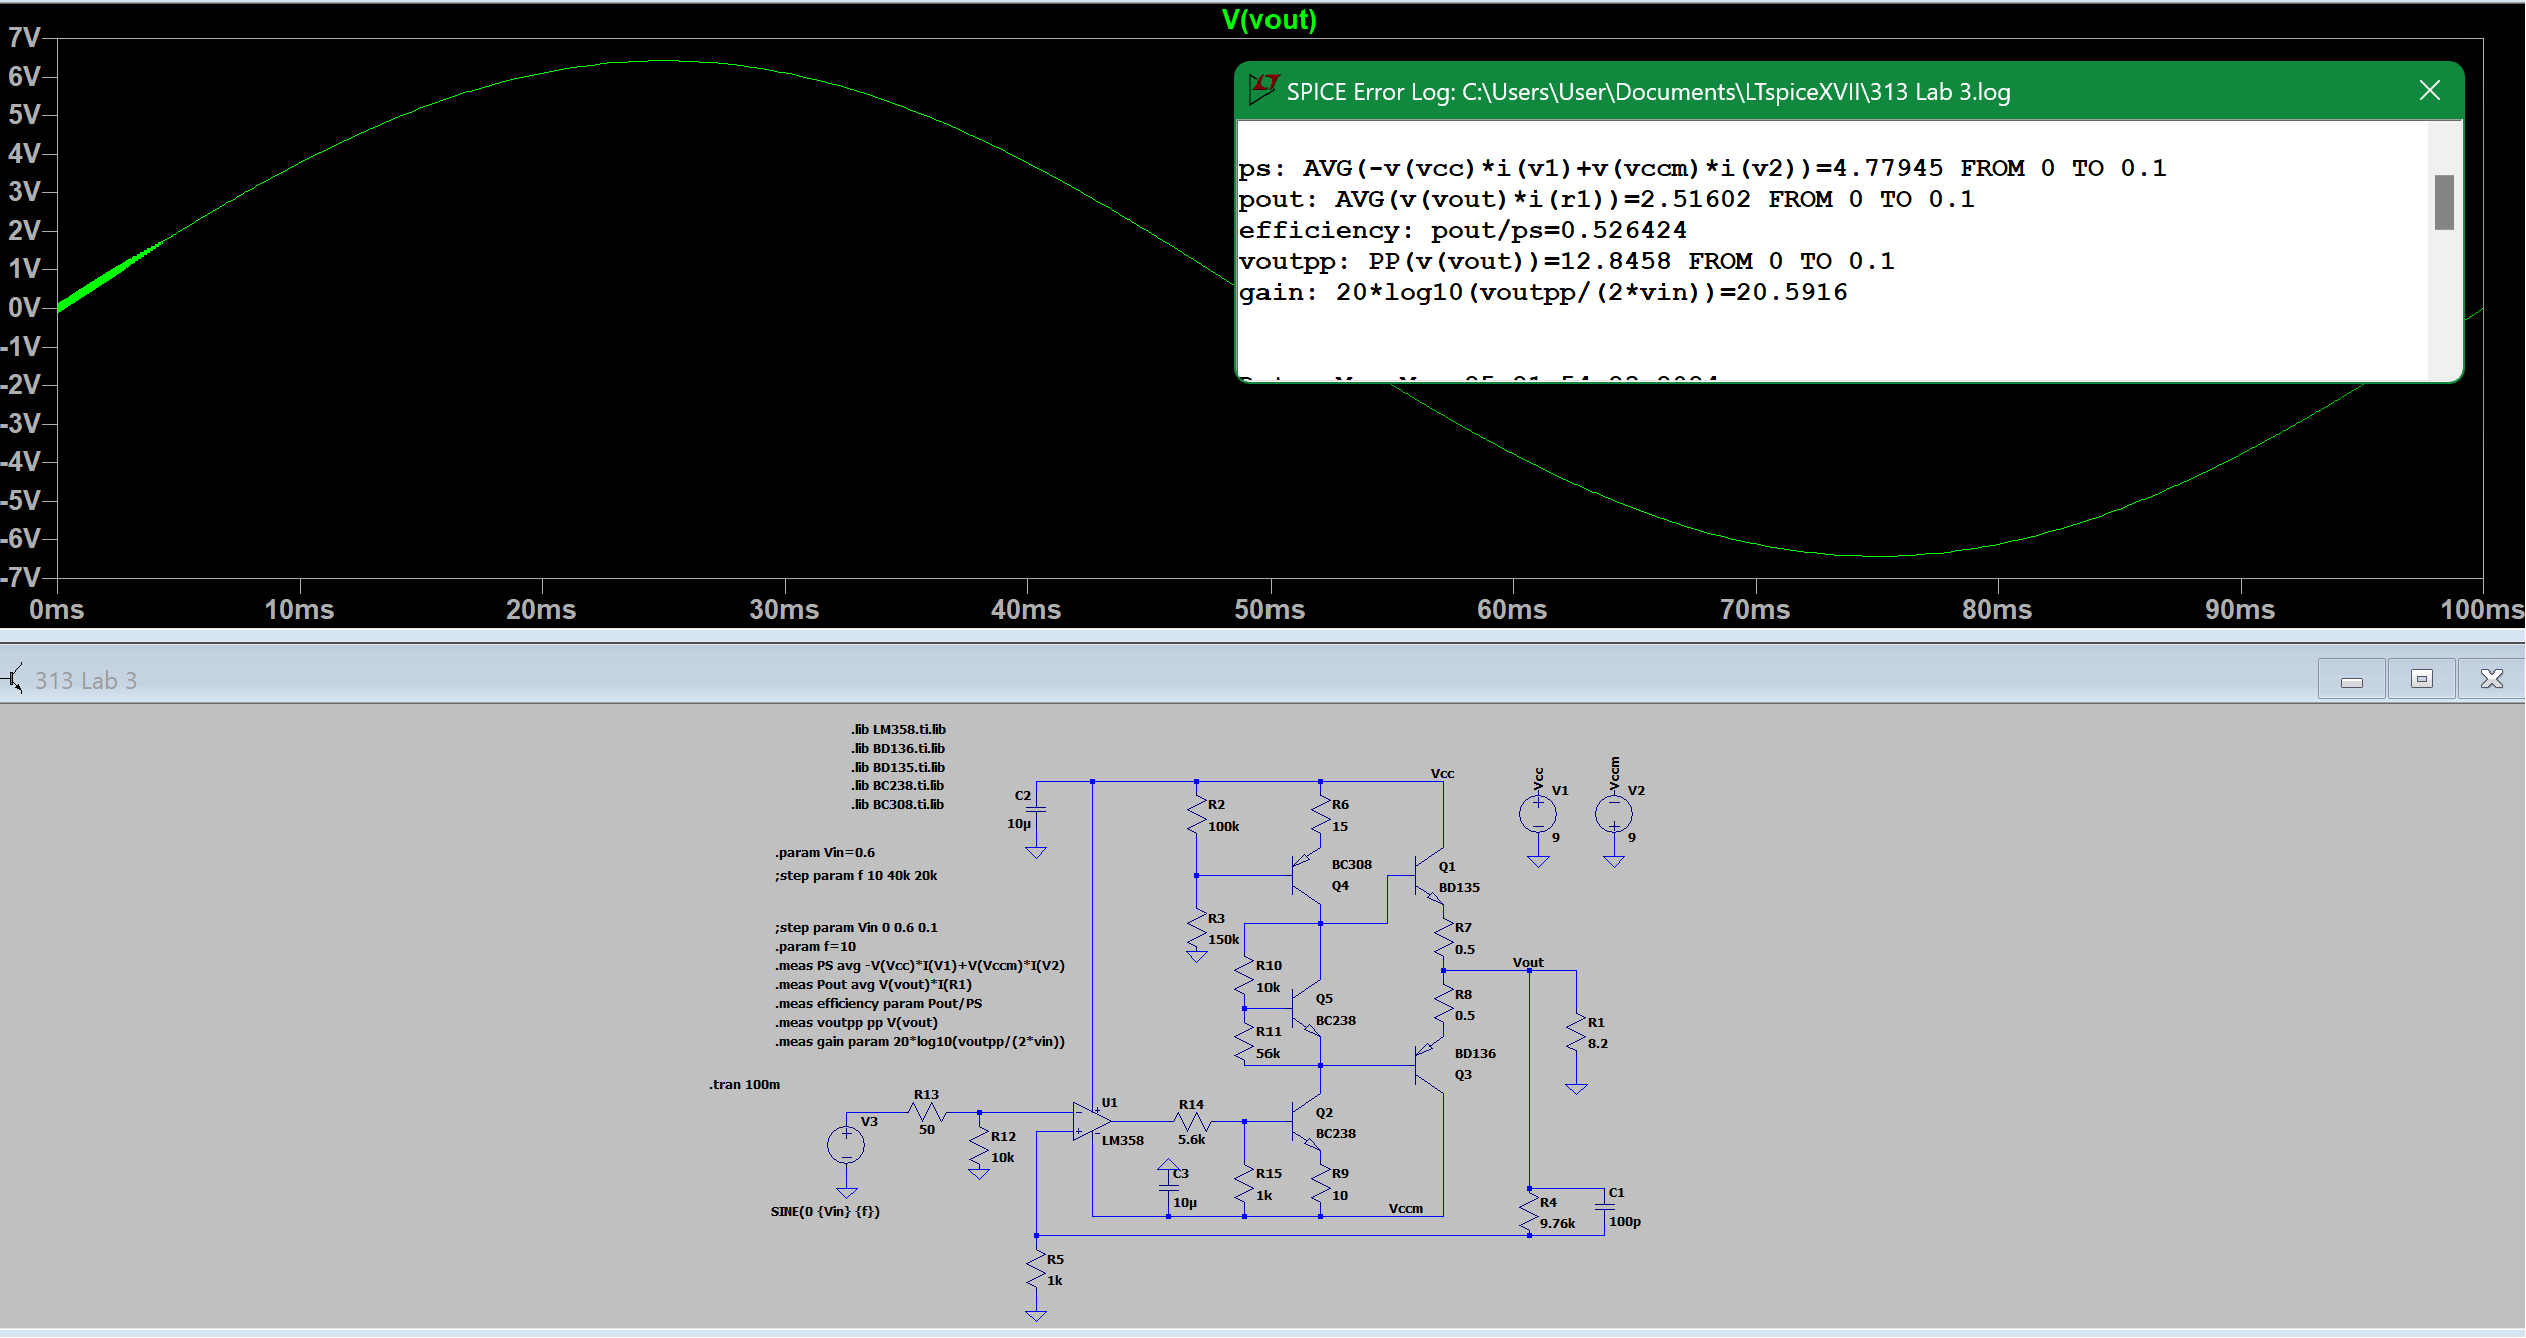 V(vout)
7V
6V
5V
4V
3V
2V
1V
0V
-1V
-2V
-3V
-4V
-5V
-6V
-7V
0ms 10ms 20ms 30ms 40ms 50ms 60ms 70ms 80ms 90ms 100ms
SPICE Error Log: C:\Users\User\Documents\LTspiceXVII\313 Lab 3.log
ps: AVG(-v(vcc)*i(v1)+v(vccm)*i(v2))=4.77945 FROM 0 TO 0.1
pout: AVG(v(vout)*i(r1))=2.51602 FROM 0 TO 0.1
efficiency: pout/ps=0.526424
voutpp: PP(v(vout))=12.8458 FROM 0 TO 0.1
gain: 20*log10(voutpp/(2*vin))=20.5916
313 Lab 3
.lib LM358.ti.lib
.lib BD136.ti.lib
.lib BD135.ti.lib
.lib BC238.ti.lib
.lib BC308.ti.lib
.param Vin=0.6
;step param f 10 40k 20k
;step param Vin 0 0.6 0.1
.param f=10
.meas PS avg -V(Vcc)*I(V1)+V(Vccm)*I(V2)
.meas Pout avg V(vout)*I(R1)
.meas efficiency param Pout/PS
.meas voutpp pp V(vout)
.meas gain param 20*log10(voutpp/(2*vin))
.tran 100m
SINE(0 {Vin} {f})
V3
R13
50
R12
10k
U1
LM358
C2
10µ
C3
10µ
R14
5.6k
R15
1k
R5
1k
R2
100k
R3
150k
R6
15
BC308
Q4
R10
10k
R11
56k
Q5
BC238
Q2
BC238
R9
10
Vcc
Q1
BD135
R7
0.5
Vout
R8
0.5
BD136
Q3
Vccm
R1
8.2
R4
9.76k
C1
100p
Vcc
V1
9
Vccm
V2
9